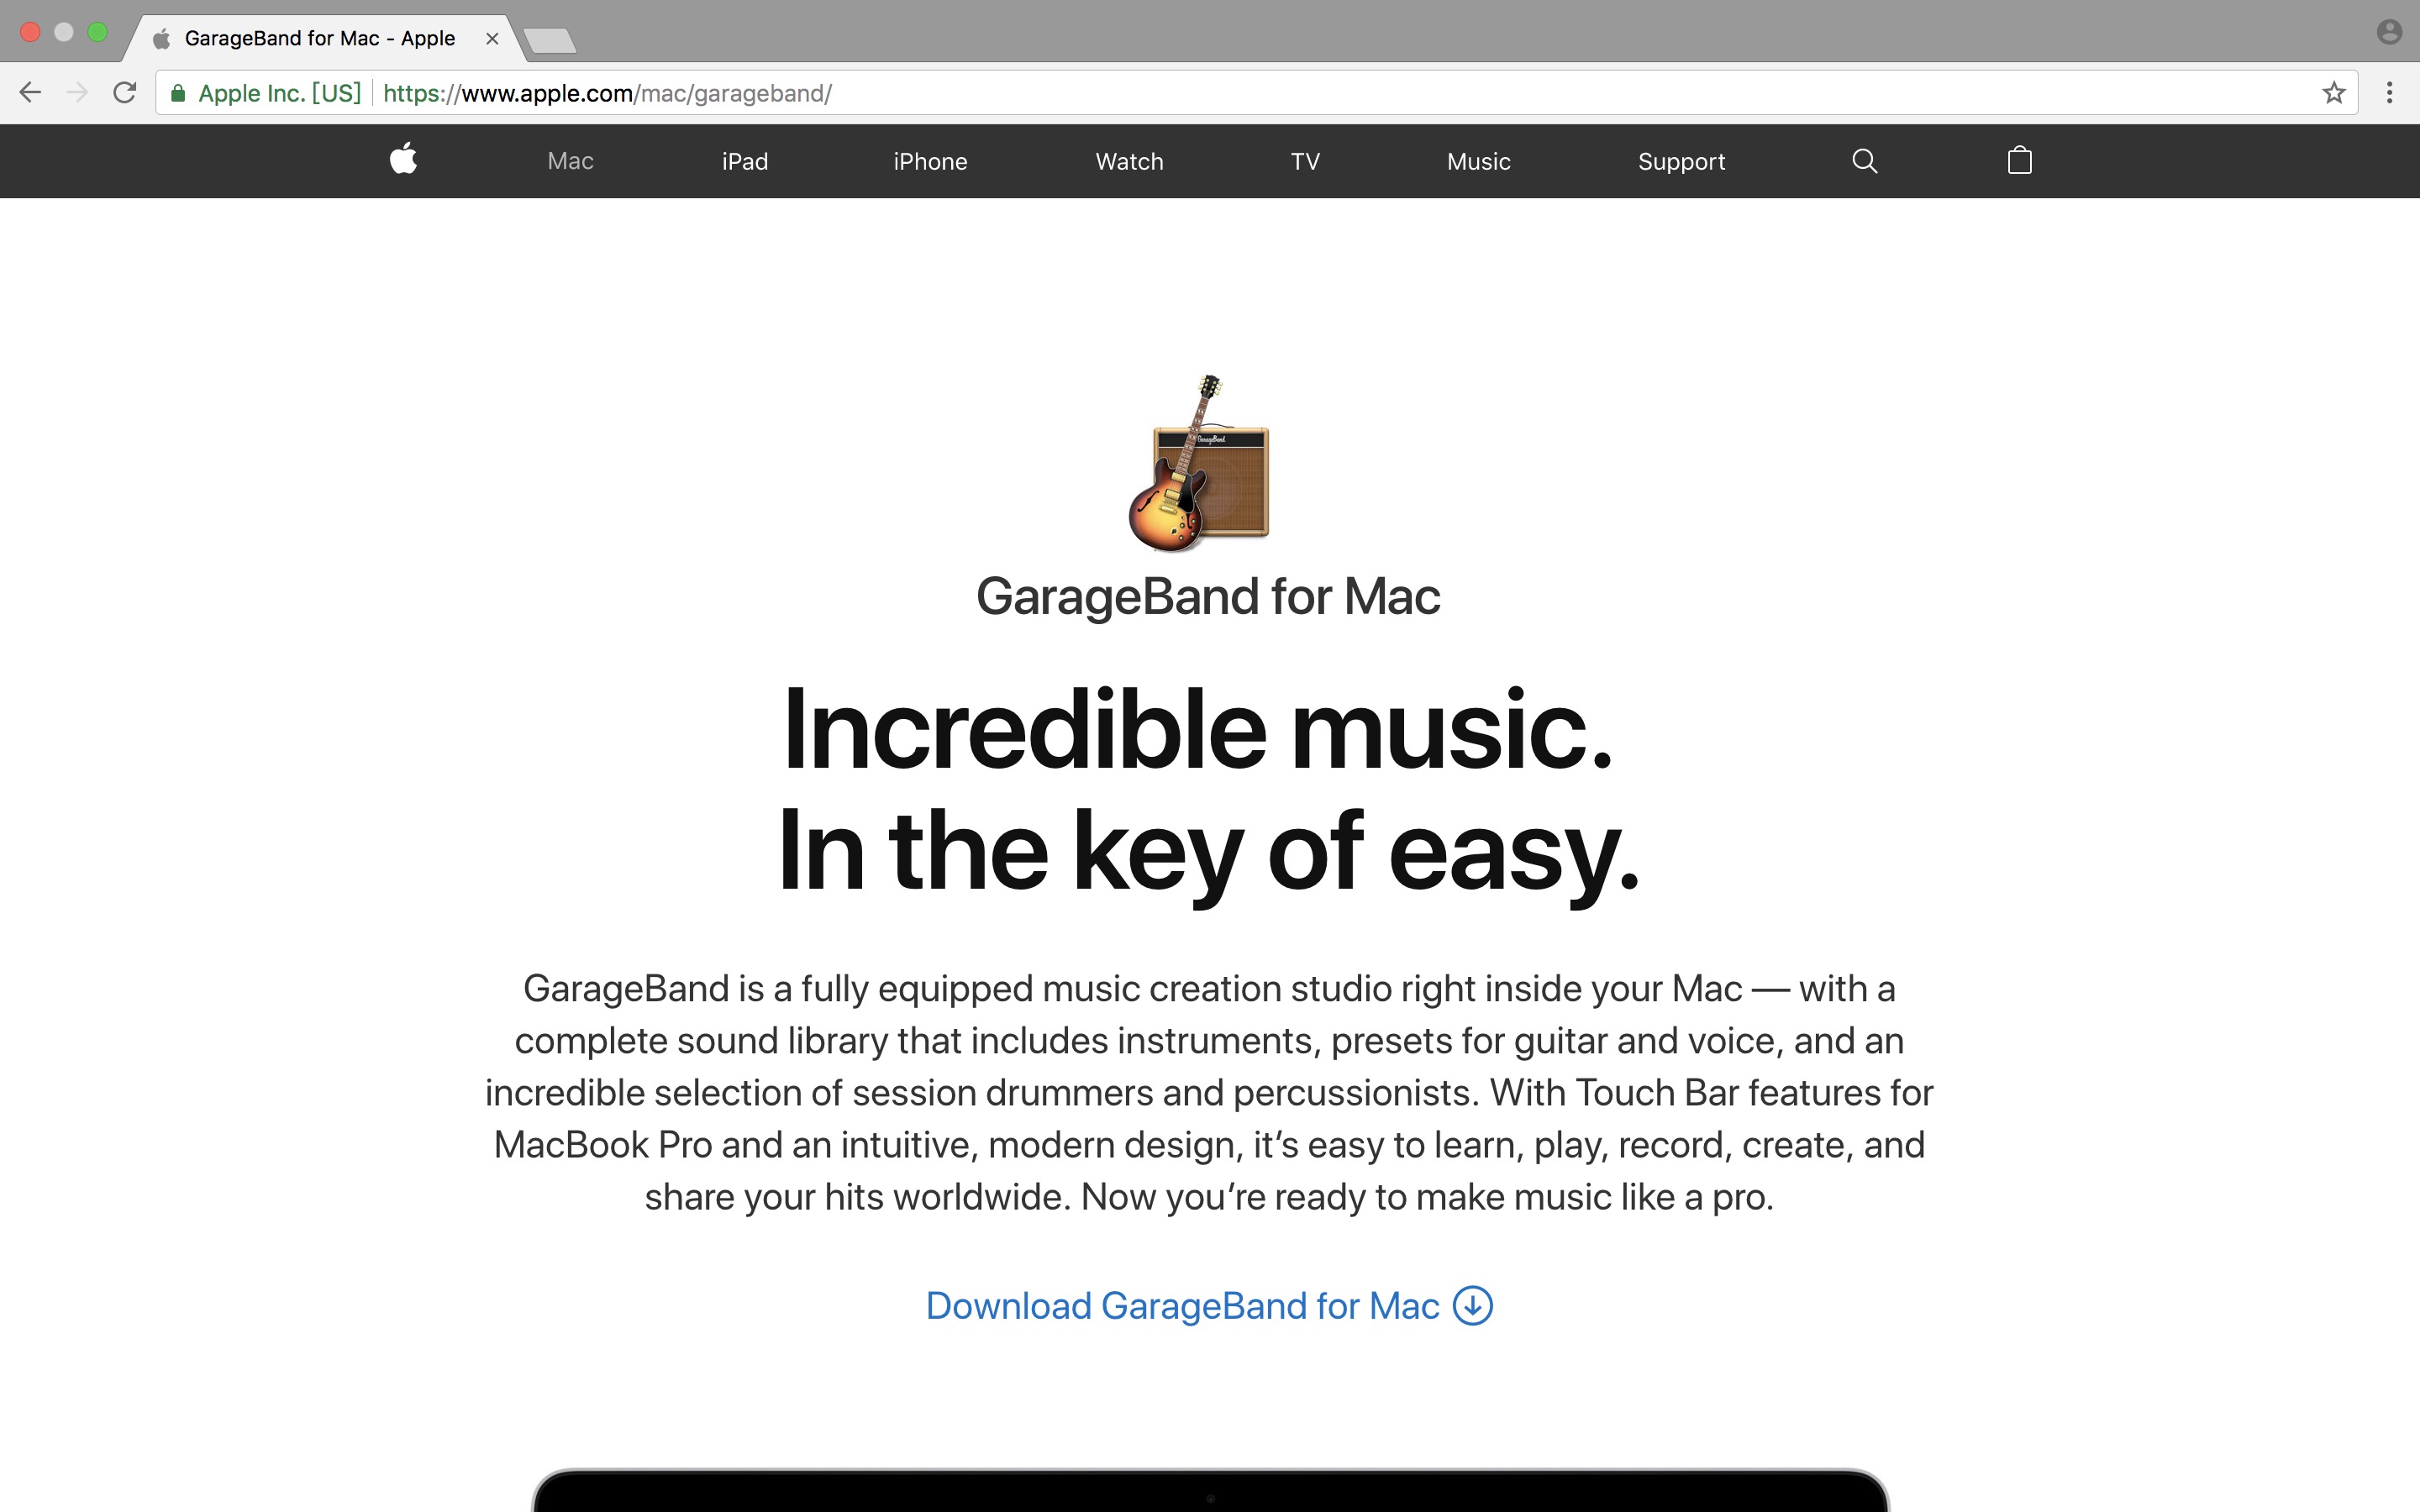 GarageBand for Mac - Apple
Apple Inc. [US] https://www.apple.com/mac/garageband/
Mac iPad iPhone Watch TV Music Support
GarageBand
GarageBand for Mac
Incredible music.
In the key of easy.
GarageBand is a fully equipped music creation studio right inside your Mac — with a
complete sound library that includes instruments, presets for guitar and voice, and an
incredible selection of session drummers and percussionists. With Touch Bar features for
MacBook Pro and an intuitive, modern design, it’s easy to learn, play, record, create, and
share your hits worldwide. Now you’re ready to make music like a pro.
Download GarageBand for Mac